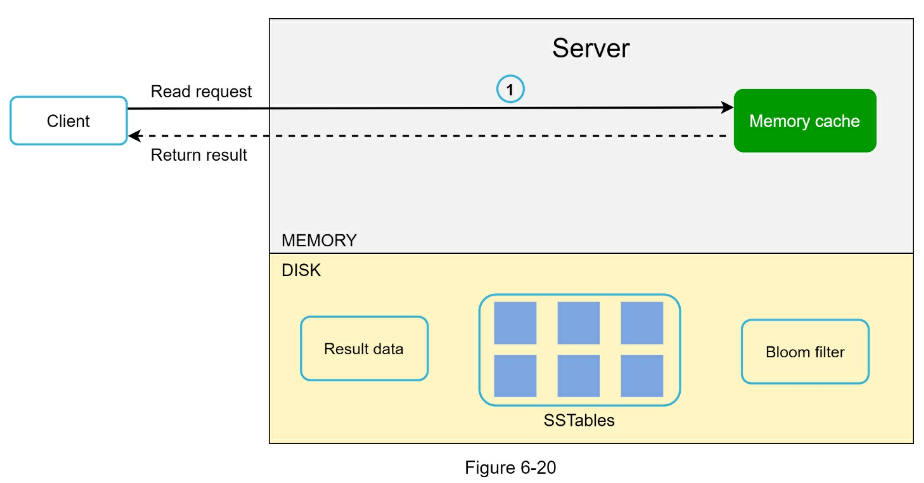 Server
Read request
1
Client
Memory cache
Return result
MEMORY
DISK
Result data
Bloom filter
SSTables
Figure 6-20